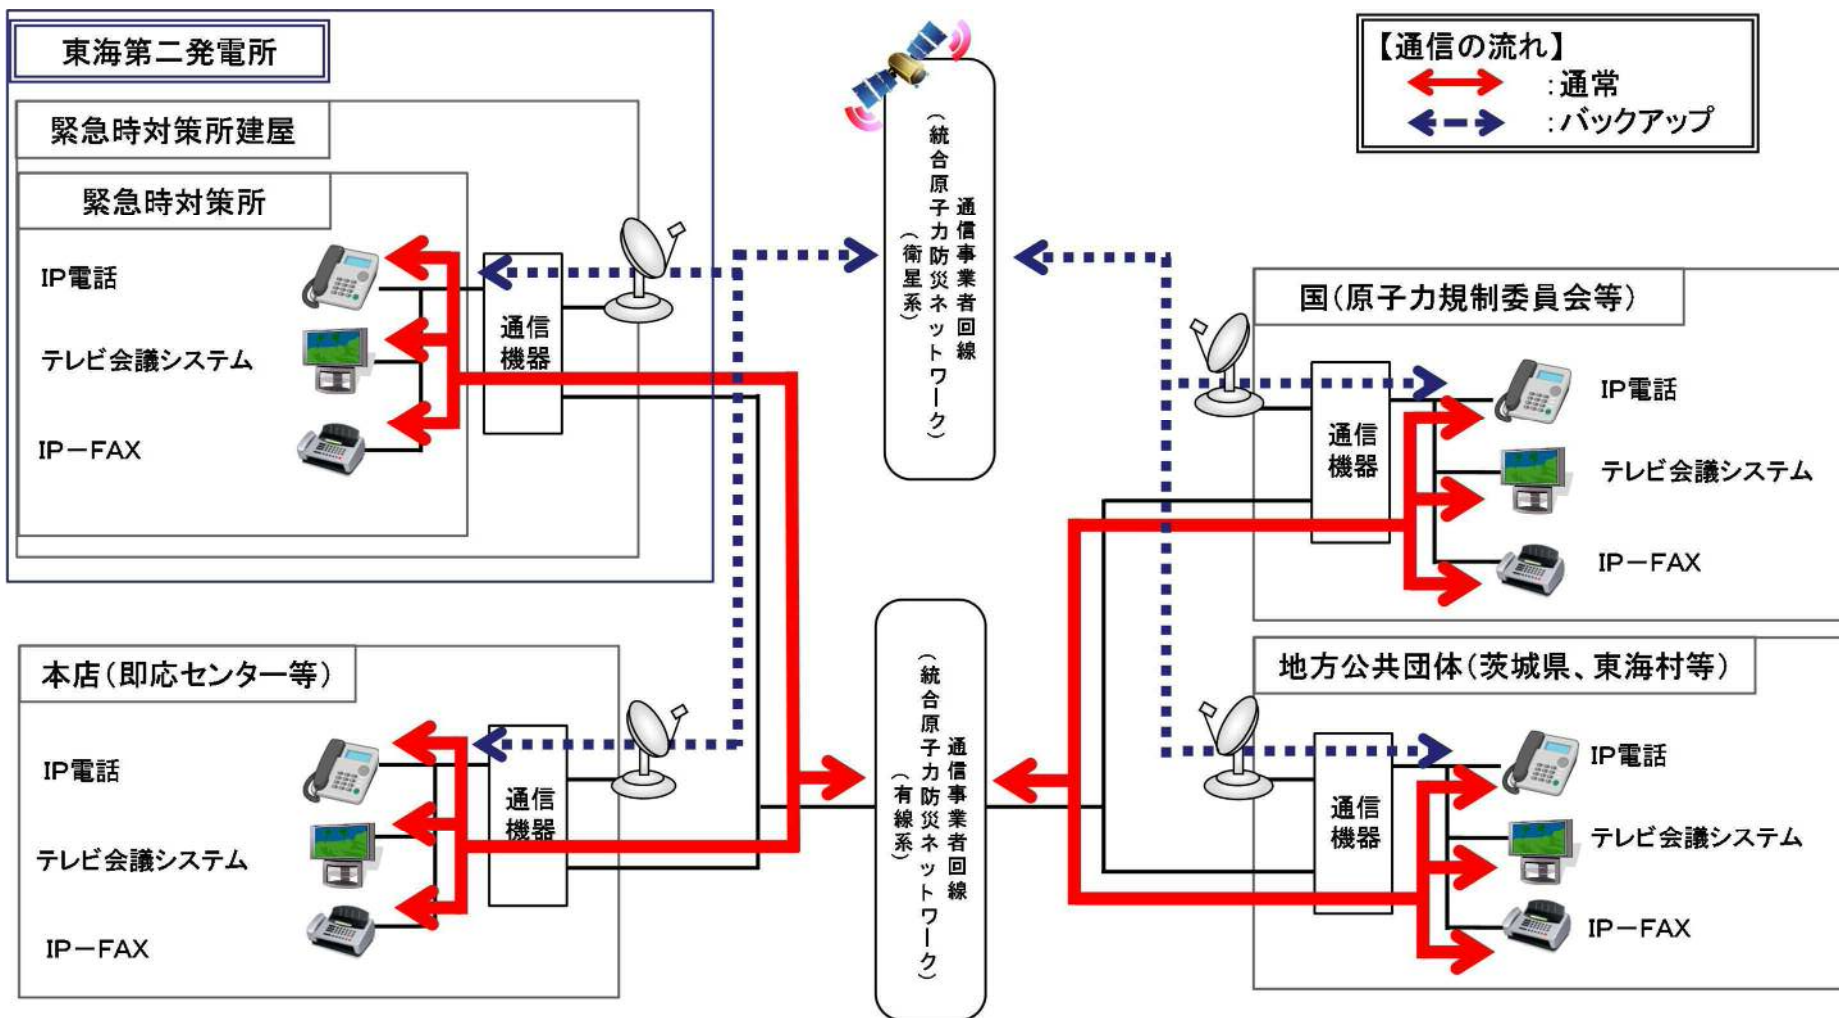 東海第二発電所
緊急時対策所建屋
緊急時対策所
IP電話
テレビ会議システム
IP－FAX
通信
機器
本店(即応センター等)
IP電話
テレビ会議システム
IP－FAX
通信
機器
通信事業者回線
(統合原子力防災ネットワーク)
(衛星系)
通信事業者回線
(統合原子力防災ネットワーク)
(有線系)
【通信の流れ】
:通常
:バックアップ
国(原子力規制委員会等)
通信
機器
IP電話
テレビ会議システム
IP－FAX
地方公共団体(茨城県、東海村等)
通信
機器
IP電話
テレビ会議システム
IP－FAX